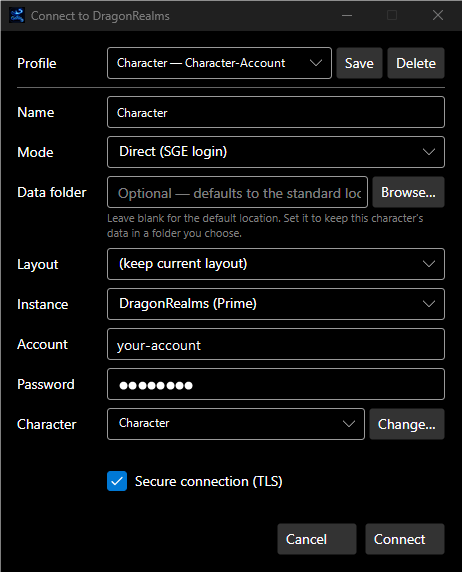 Connect to DragonRealms
Profile
Character — Character-Account
Save
Delete
Name
Character
Mode
Direct (SGE login)
Data folder
Optional — defaults to the standard loc
Browse...
Leave blank for the default location. Set it to keep this character's
data in a folder you choose.
Layout
(keep current layout)
Instance
DragonRealms (Prime)
Account
your-account
Password
●●●●●●●●
Character
Character
Change...
Secure connection (TLS)
Cancel
Connect